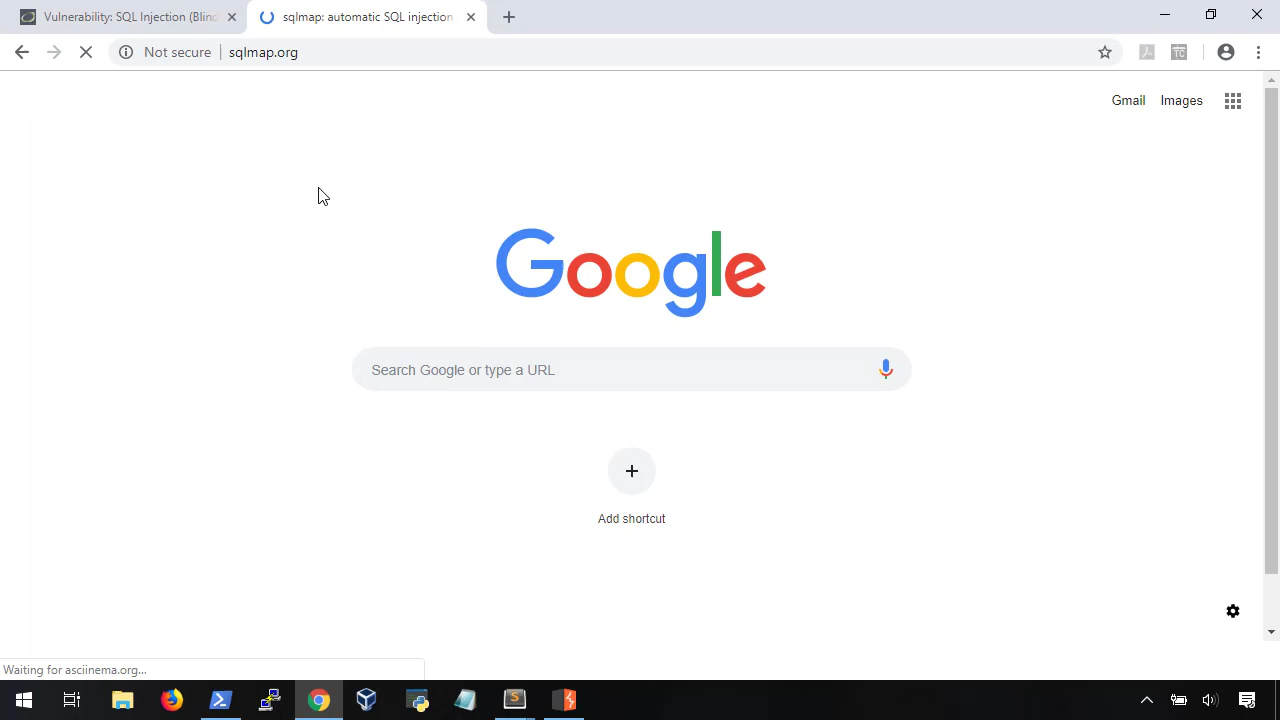 Vulnerability: SQL Injection (Blind
sqlmap: automatic SQL injection
Not secure
sqlmap.org
TC
Gmail
Images
Google
Search Google or type a URL
Add shortcut
Waiting for asciinema.org...